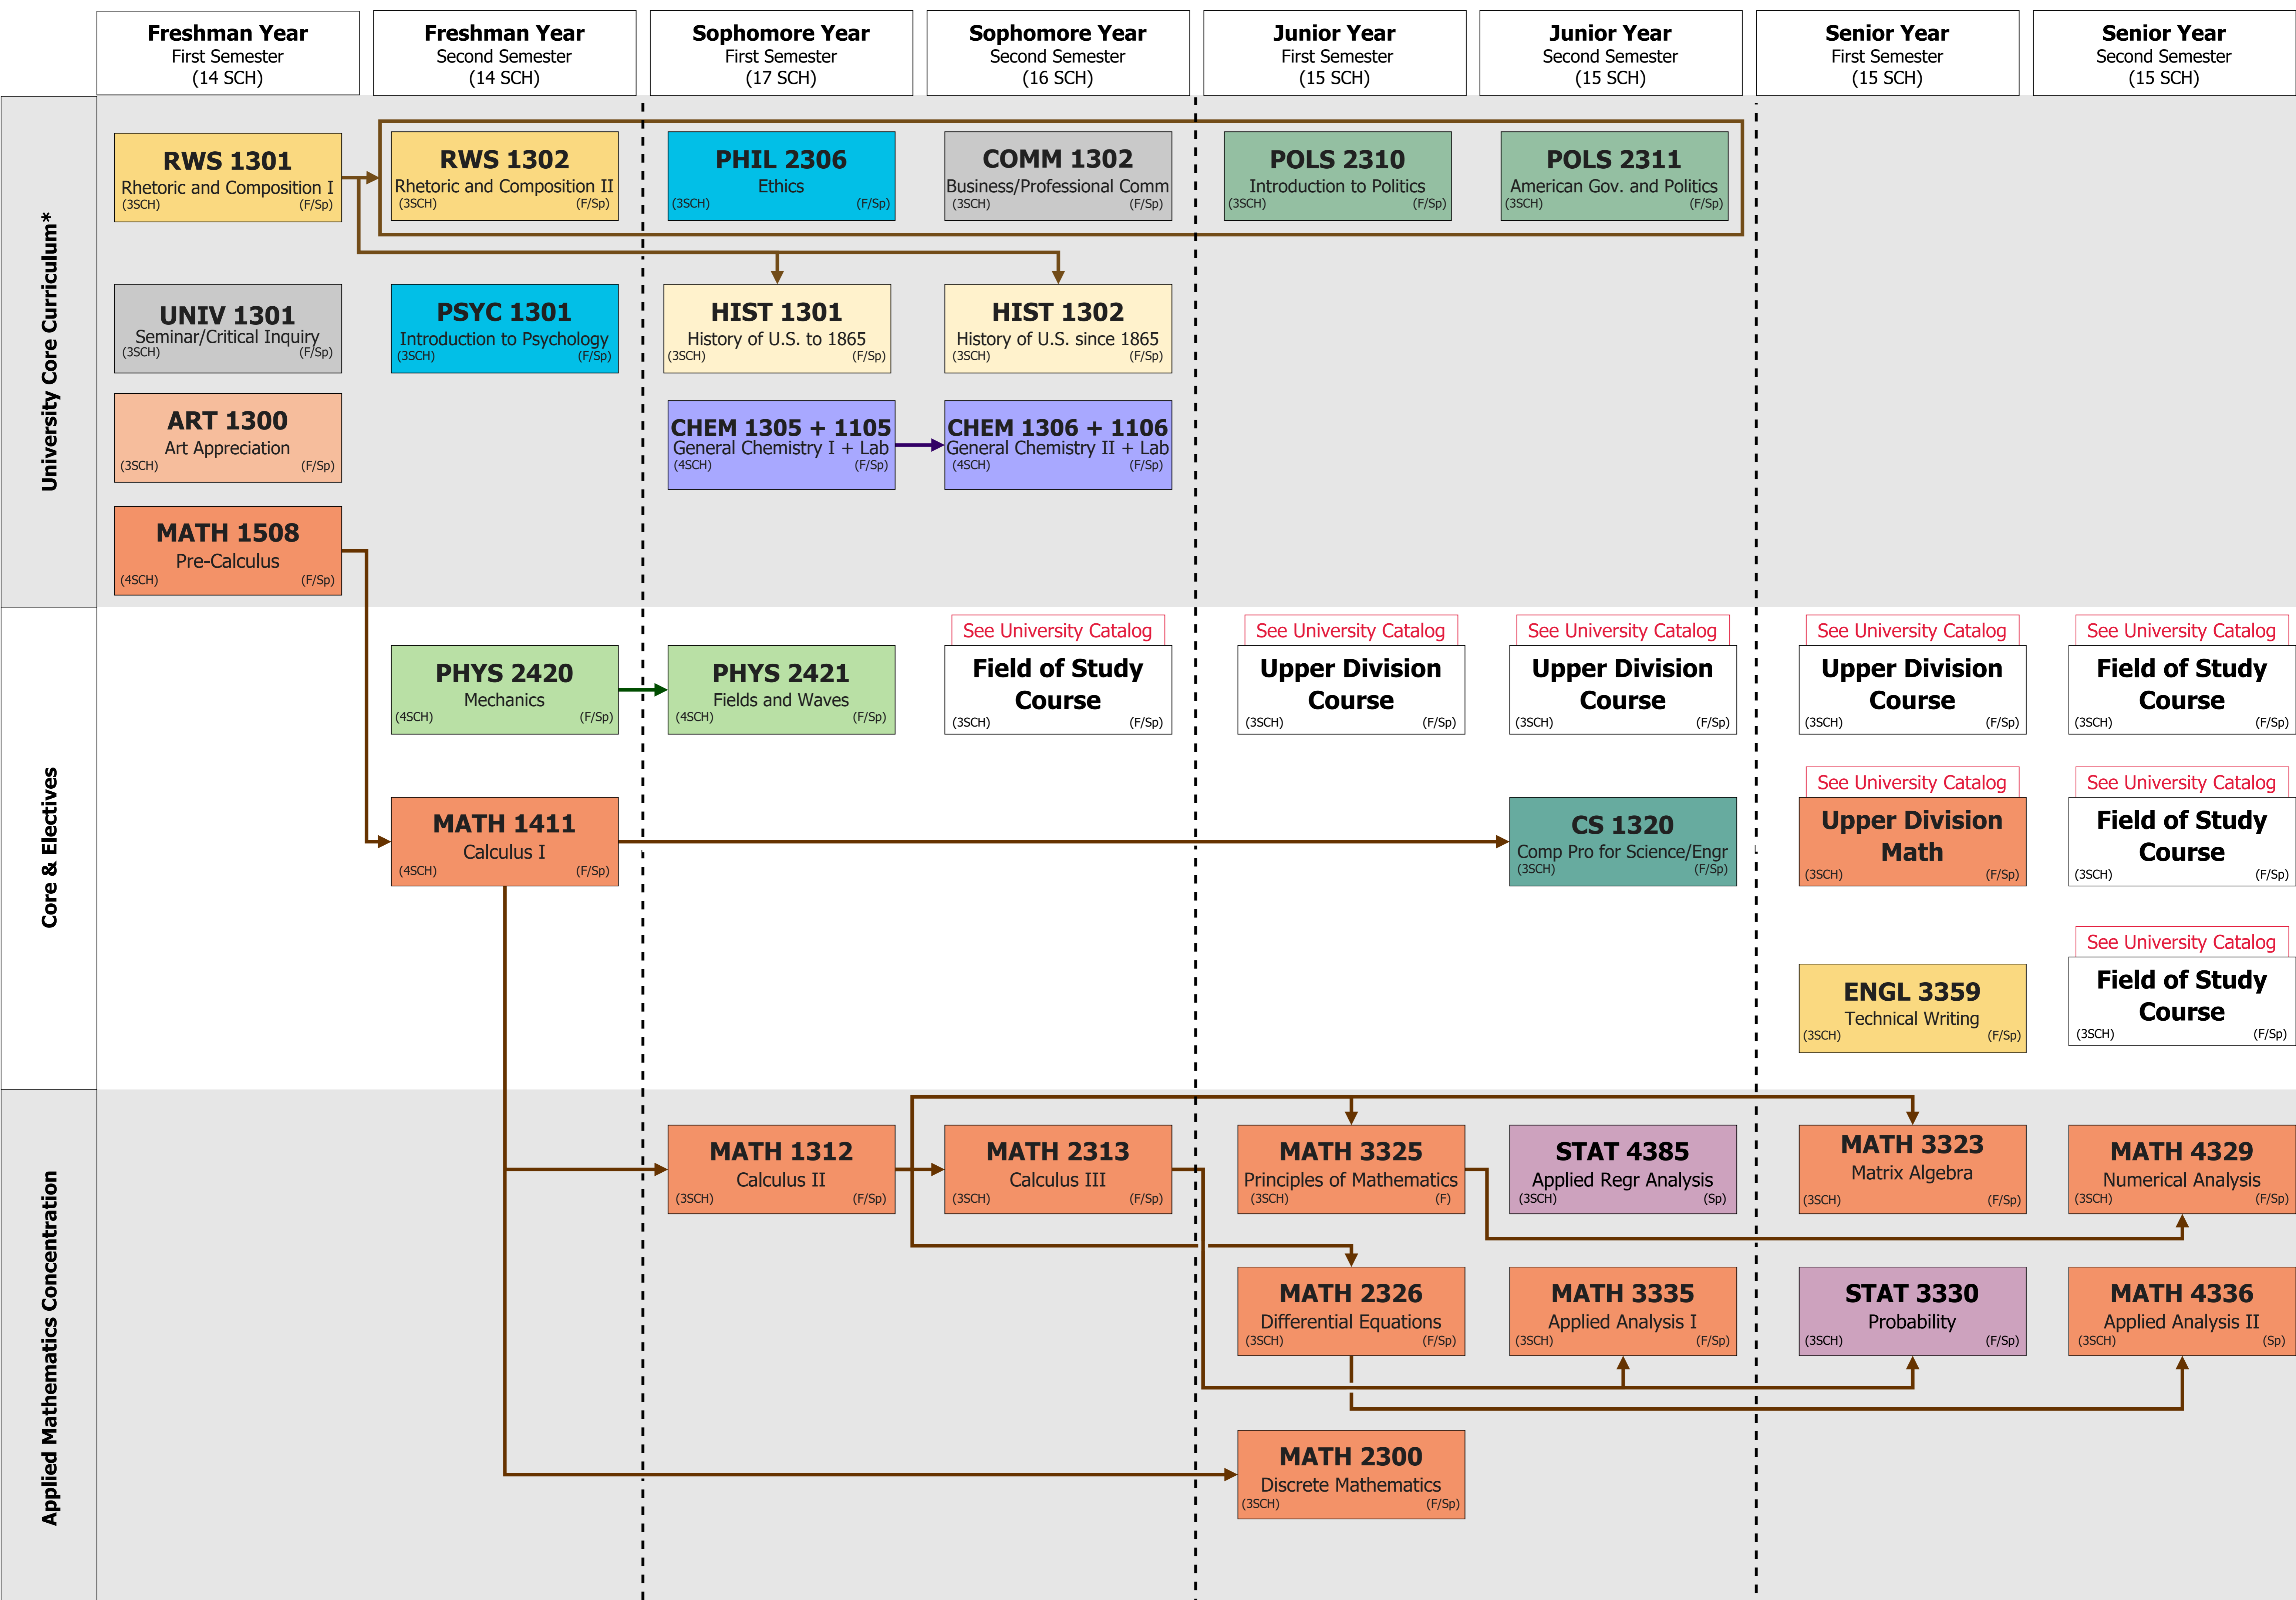 Freshman Year
First Semester
(14 SCH)
Freshman Year
Second Semester
(14 SCH)
Sophomore Year
First Semester
(17 SCH)
Sophomore Year
Second Semester
(16 SCH)
Junior Year
First Semester
(15 SCH)
Junior Year
Second Semester
(15 SCH)
Senior Year
First Semester
(15 SCH)
Senior Year
Second Semester
(15 SCH)
University Core Curriculum*
RWS 1301
Rhetoric and Composition I
(3SCH) (F/Sp)
RWS 1302
Rhetoric and Composition II
(3SCH) (F/Sp)
PHIL 2306
Ethics
(3SCH) (F/Sp)
COMM 1302
Business/Professional Comm
(3SCH) (F/Sp)
POLS 2310
Introduction to Politics
(3SCH) (F/Sp)
POLS 2311
American Gov. and Politics
(3SCH) (F/Sp)
UNIV 1301
Seminar/Critical Inquiry
(3SCH) (F/Sp)
PSYC 1301
Introduction to Psychology
(3SCH) (F/Sp)
HIST 1301
History of U.S. to 1865
(3SCH) (F/Sp)
HIST 1302
History of U.S. since 1865
(3SCH) (F/Sp)
ART 1300
Art Appreciation
(3SCH) (F/Sp)
CHEM 1305 + 1105
General Chemistry I + Lab
(4SCH) (F/Sp)
CHEM 1306 + 1106
General Chemistry II + Lab
(4SCH) (F/Sp)
MATH 1508
Pre-Calculus
(4SCH) (F/Sp)
Core & Electives
PHYS 2420
Mechanics
(4SCH) (F/Sp)
PHYS 2421
Fields and Waves
(4SCH) (F/Sp)
See University Catalog
Field of Study
Course
(3SCH) (F/Sp)
See University Catalog
Upper Division
Course
(3SCH) (F/Sp)
See University Catalog
Upper Division
Course
(3SCH) (F/Sp)
See University Catalog
Upper Division
Course
(3SCH) (F/Sp)
See University Catalog
Field of Study
Course
(3SCH) (F/Sp)
MATH 1411
Calculus I
(4SCH) (F/Sp)
CS 1320
Comp Pro for Science/Engr
(3SCH) (F/Sp)
See University Catalog
Upper Division
Math
(3SCH) (F/Sp)
See University Catalog
Field of Study
Course
(3SCH) (F/Sp)
ENGL 3359
Technical Writing
(3SCH) (F/Sp)
See University Catalog
Field of Study
Course
(3SCH) (F/Sp)
Applied Mathematics Concentration
MATH 1312
Calculus II
(3SCH) (F/Sp)
MATH 2313
Calculus III
(3SCH) (F/Sp)
MATH 3325
Principles of Mathematics
(3SCH) (F)
STAT 4385
Applied Regr Analysis
(3SCH) (Sp)
MATH 3323
Matrix Algebra
(3SCH) (F/Sp)
MATH 4329
Numerical Analysis
(3SCH) (F/Sp)
MATH 2326
Differential Equations
(3SCH) (F/Sp)
MATH 3335
Applied Analysis I
(3SCH) (F/Sp)
STAT 3330
Probability
(3SCH) (F/Sp)
MATH 4336
Applied Analysis II
(3SCH) (Sp)
MATH 2300
Discrete Mathematics
(3SCH) (F/Sp)